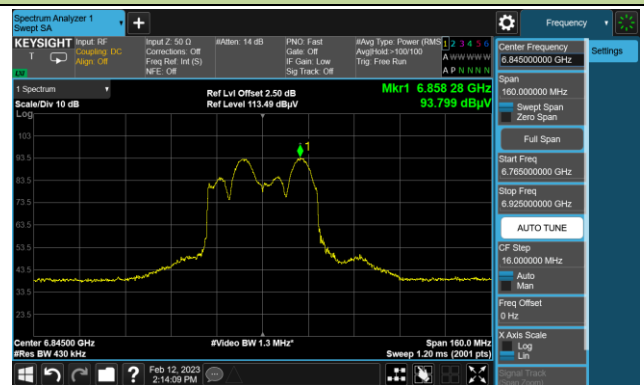 Spectrum Analyzer 1
Swept SA
Frequency
KEYSIGHT
Input: RF
Coupling: DC
Align: Off
Input Z: 50 Ω
Corrections: Off
Freq Ref: Int (S)
NFE: Off
#Atten: 14 dB
PNO: Fast
Gate: Off
IF Gain: Low
Sig Track: Off
#Avg Type: Power (RMS)
Avg|Hold:>100/100
Trig: Free Run
1 2 3 4 5 6
A W W W W W
A P N N N N
1 Spectrum
Scale/Div 10 dB
Log
Ref Lvl Offset 2.50 dB
Ref Level 113.49 dBµV
Mkr1 6.858 28 GHz
93.799 dBµV
1
103
93.5
83.5
73.5
63.5
53.5
43.5
33.5
23.5
Center 6.84500 GHz
#Res BW 430 kHz
#Video BW 1.3 MHz*
Span 160.0 MHz
Sweep 1.20 ms (2001 pts)
Center Frequency
6.845000000 GHz
Settings
Span
160.000000 MHz
Swept Span
Zero Span
Full Span
Start Freq
6.765000000 GHz
Stop Freq
6.925000000 GHz
AUTO TUNE
CF Step
16.000000 MHz
Auto
Man
Freq Offset
0 Hz
X Axis Scale
Log
Lin
Signal Track
(Span Zoom)
?
Feb 12, 2023
2:14:09 PM